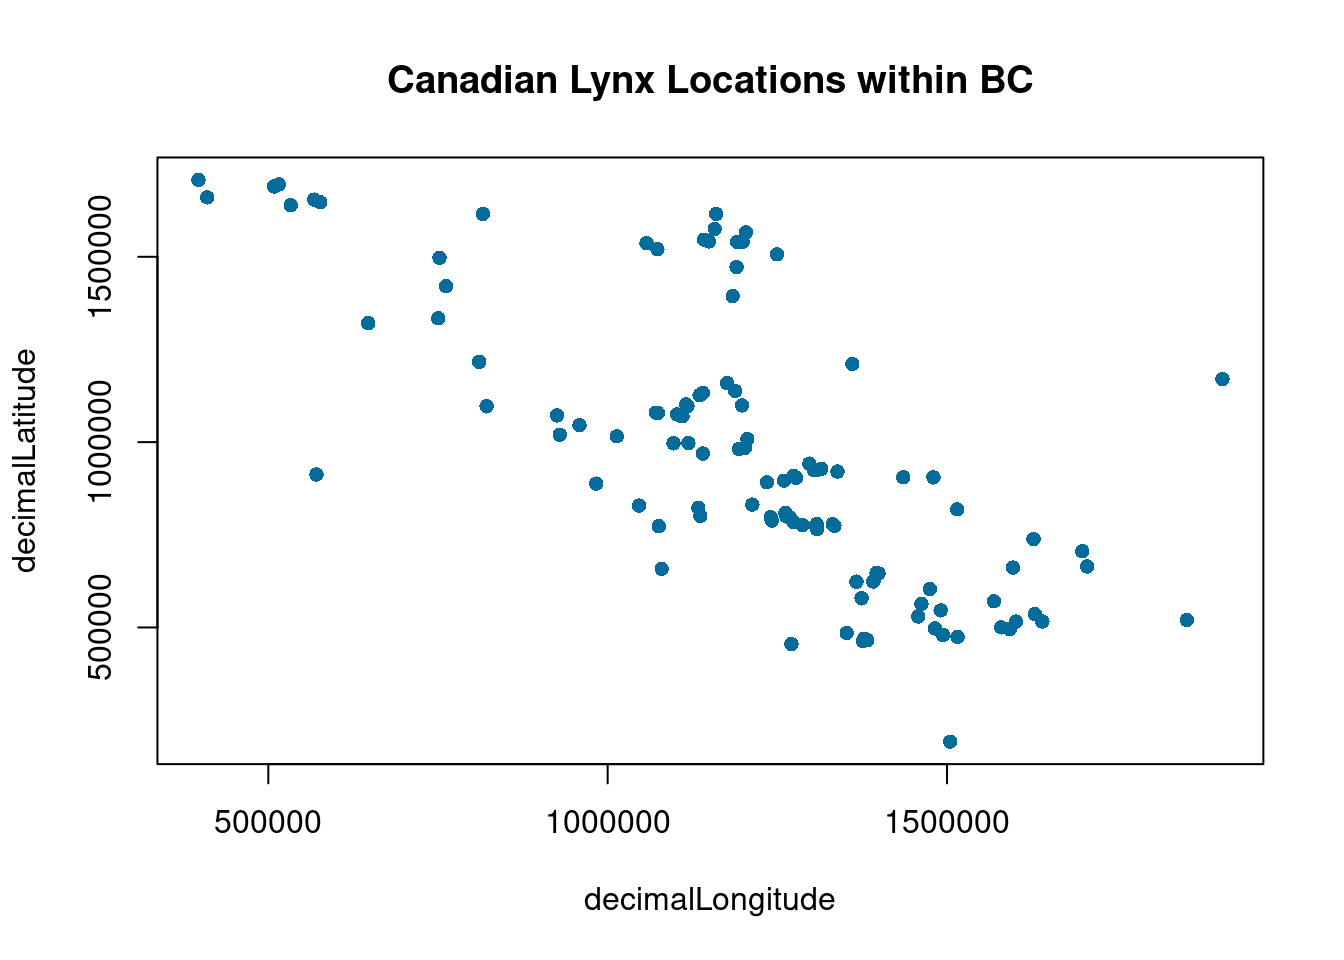 Canadian Lynx Locations within BC
decimalLatitude
1500000
1000000
500000
500000 1000000 1500000
decimalLongitude